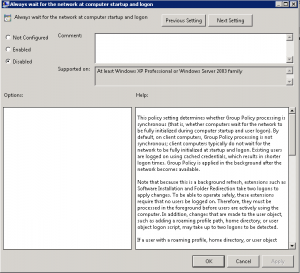 Always wait for the network at computer startup and logon
Always wait for the network at computer startup and logon
Previous Setting
Next Setting
Not Configured
Comment:
Enabled
Disabled
Supported on:
At least Windows XP Professional or Windows Server 2003 family
Options:
Help:
This policy setting determines whether Group Policy processing is
synchronous (that is, whether computers wait for the network to
be fully initialized during computer startup and user logon). By
default, on client computers, Group Policy processing is not
synchronous; client computers typically do not wait for the
network to be fully initialized at startup and logon. Existing users
are logged on using cached credentials, which results in shorter
logon times. Group Policy is applied in the background after the
network becomes available.
Note that because this is a background refresh, extensions such as
Software Installation and Folder Redirection take two logons to
apply changes. To be able to operate safely, these extensions
require that no users be logged on. Therefore, they must be
processed in the foreground before users are actively using the
computer. In addition, changes that are made to the user object,
such as adding a roaming profile path, home directory, or user
object logon script, may take up to two logons to be detected.
If a user with a roaming profile, home directory, or user object
OK
Cancel
Apply